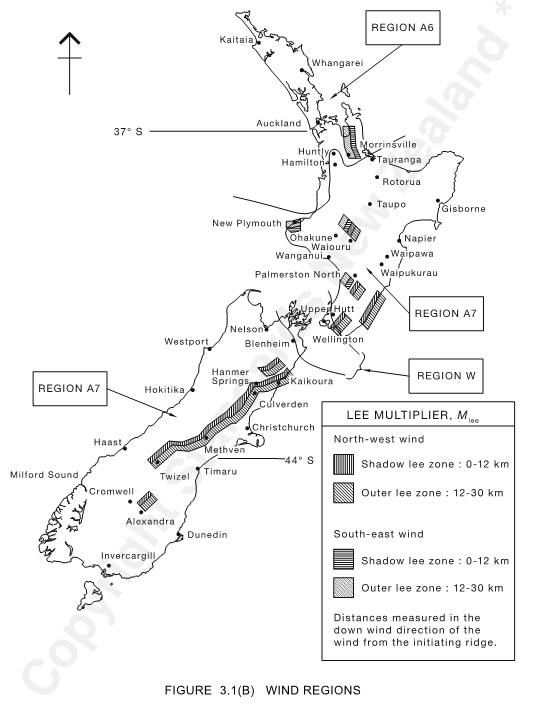 REGION A6
Kaitaia
Whangarei
Auckland
37° S
Morrinsville
Huntly
Hamilton
Tauranga
Rotorua
Taupo
Gisborne
New Plymouth
Ohakune
Waiouru
Napier
Wanganui
Waipawa
Waipukurau
Palmerston North
Upper Hutt
REGION A7
Nelson
Wellington
Westport
Blenheim
Hanmer
Springs
Kaikoura
REGION W
REGION A7
Hokitika
Culverden
Christchurch
Haast
Methven
44° S
Milford Sound
Twizel
Timaru
Cromwell
Alexandra
Dunedin
Invercargill
LEE MULTIPLIER, M lee
North-west wind
Shadow lee zone : 0-12 km
Outer lee zone : 12-30 km
South-east wind
Shadow lee zone : 0-12 km
Outer lee zone : 12-30 km
Distances measured in the
down wind direction of the
wind from the initiating ridge.
FIGURE 3.1(B) WIND REGIONS